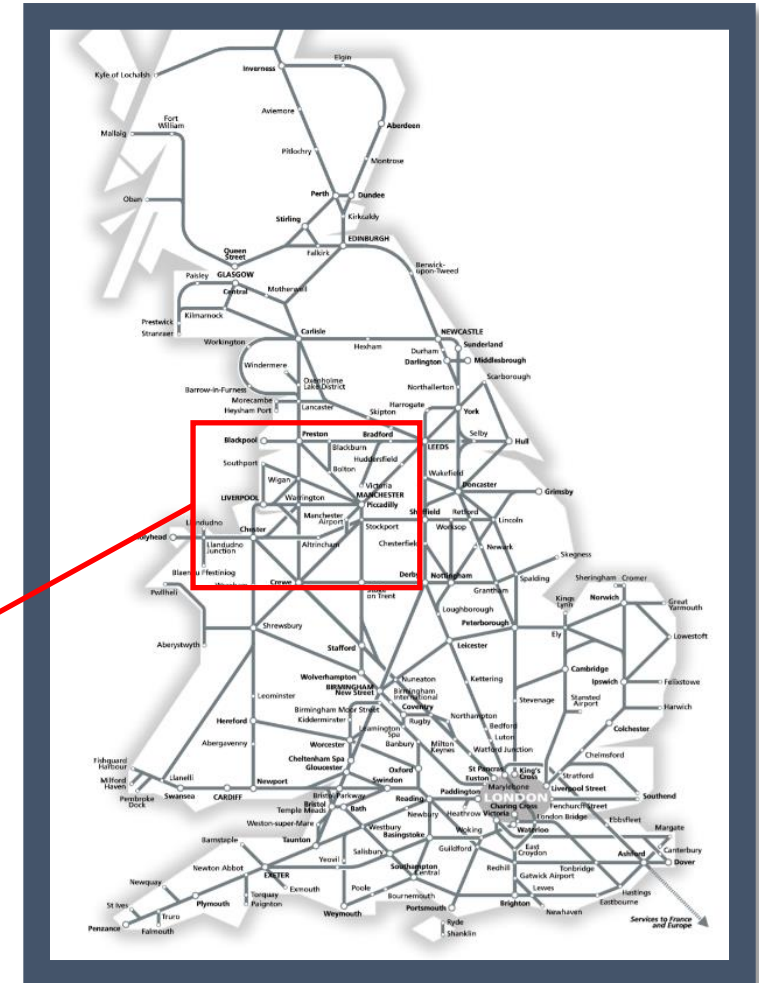 Elgin
Inverness
Kyle of Lochalsh
Aviemore
Fort
William
Aberdeen
Mallaig
Pitlochry
Montrose
Perth
Dundee
Oban
Kirkcaldy
Stirling
EDINBURGH
Queen
Street
Falkirk
Berwick-
upon-Tweed
Paisley
GLASGOW
Central
Motherwell
Kilmarnock
Prestwick
Stranraer
Carlisle
NEWCASTLE
Workington
Hexham
Sunderland
Durham
Darlington
Middlesbrough
Windermere
Scarborough
Oxenholme
Lake District
Northallerton
Barrow-in-Furness
Morecambe
Heysham Port
Lancaster
Harrogate
York
Skipton
Blackpool
Preston
Bradford
Selby
Blackburn
LEEDS
Hull
Southport
Huddersfield
Bolton
Wakefield
Wigan
Victoria
Doncaster
MANCHESTER
Piccadilly
Grimsby
LIVERPOOL
Warrington
Manchester
Airport
Sheffield
Retford
Lincoln
Llandudno
Chester
Stockport
Worksop
Holyhead
Llandudno
Junction
Altrincham
Chesterfield
Newark
Skegness
Blaenau Ffestiniog
Crewe
Derby
Nottingham
Spalding
Sheringham
Cromer
Pwllheli
on Trent
Grantham
Kings
Lynn
Norwich
Great
Yarmouth
Loughborough
Peterborough
Aberystwyth
Shrewsbury
Ely
Lowestoft
Stafford
Leicester
Wolverhampton
Nuneaton
Kettering
Cambridge
BIRMINGHAM
New Street
Birmingham
International
Ipswich
Felixstowe
Leominster
Stevenage
Stansted
Airport
Birmingham Moor Street
Coventry
Harwich
Kidderminster
Rugby
Northampton
Hereford
Leamington
Spa
Bedford
Colchester
Worcester
Banbury
Milton
Keynes
Luton
Abergavenny
Watford Junction
Chelmsford
Cheltenham Spa
Gloucester
Oxford
St Pancras
King's
Cross
Fishguard
Harbour
Euston
Stratford
Llanelli
Swindon
Marylebone
Milford
Haven
Newport
Paddington
Liverpool Street
Pembroke
Dock
Swansea
CARDIFF
Bristol Parkway
Reading
LONDON
Southend
Bristol
Temple Meads
Bath
Charing Cross
Fenchurch Street
Newbury
Heathrow
Victoria
London Bridge
Ebbsfleet
Weston-super-Mare
Westbury
Basingstoke
Woking
Waterloo
Margate
Barnstaple
Taunton
Guildford
East
Croydon
Canterbury
Yeovil
Salisbury
Ashford
Dover
Newton Abbot
Southampton
Central
Redhill
Tonbridge
EXETER
Gatwick Airport
Newquay
Exmouth
Poole
Lewes
Hastings
Torquay
Paignton
Bournemouth
Eastbourne
St Ives
Plymouth
Portsmouth
Brighton
Newhaven
Truro
Weymouth
Penzance
Falmouth
Ryde
Shanklin
Services to France
and Europe